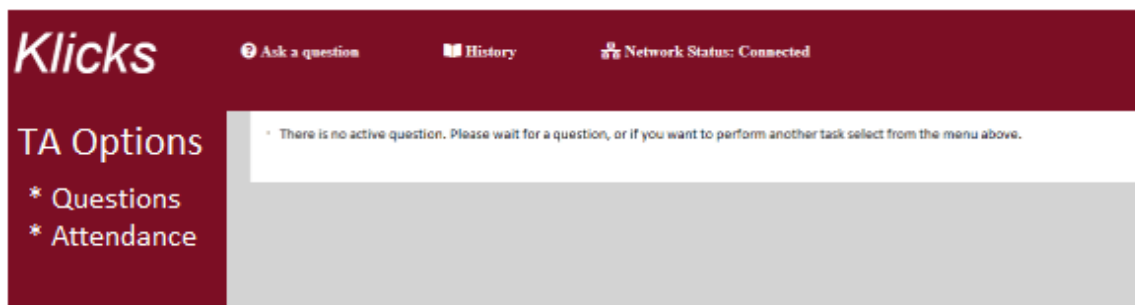 Klicks
Ask a question
History
Network Status: Connected
TA Options
* Questions
* Attendance
* There is no active question. Please wait for a question, or if you want to perform another task select from the menu above.